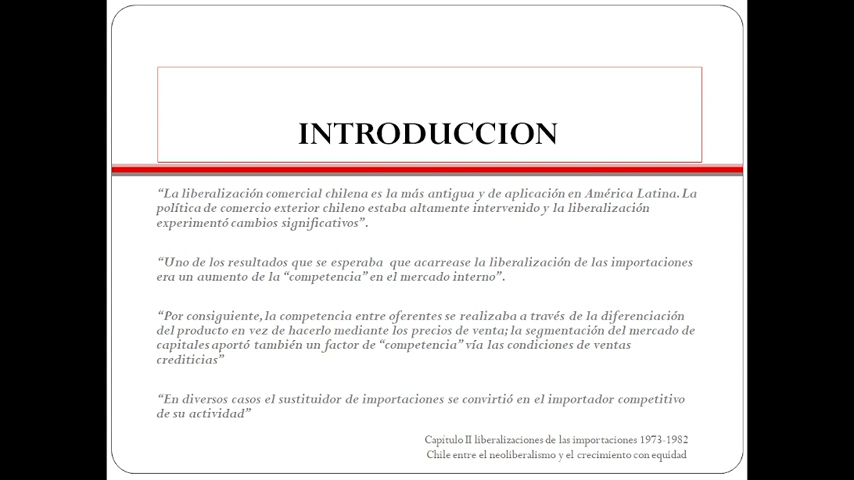 INTRODUCCION
“La liberalización comercial chilena es la más antigua y de aplicación en América Latina. La
política de comercio exterior chileno estaba altamente intervenido y la liberalización
experimentó cambios significativos”.
“Uno de los resultados que se esperaba que acarrease la liberalización de las importaciones
era un aumento de la “competencia” en el mercado interno”.
“Por consiguiente, la competencia entre oferentes se realizaba a través de la diferenciación
del producto en vez de hacerlo mediante los precios de venta; la segmentación del mercado de
capitales aportó también un factor de “competencia” vía las condiciones de ventas
crediticias”
“En diversos casos el sustituidor de importaciones se convirtió en el importador competitivo
de su actividad”
Capítulo II liberalizaciones de las importaciones 1973-1982
Chile entre el neoliberalismo y el crecimiento con equidad